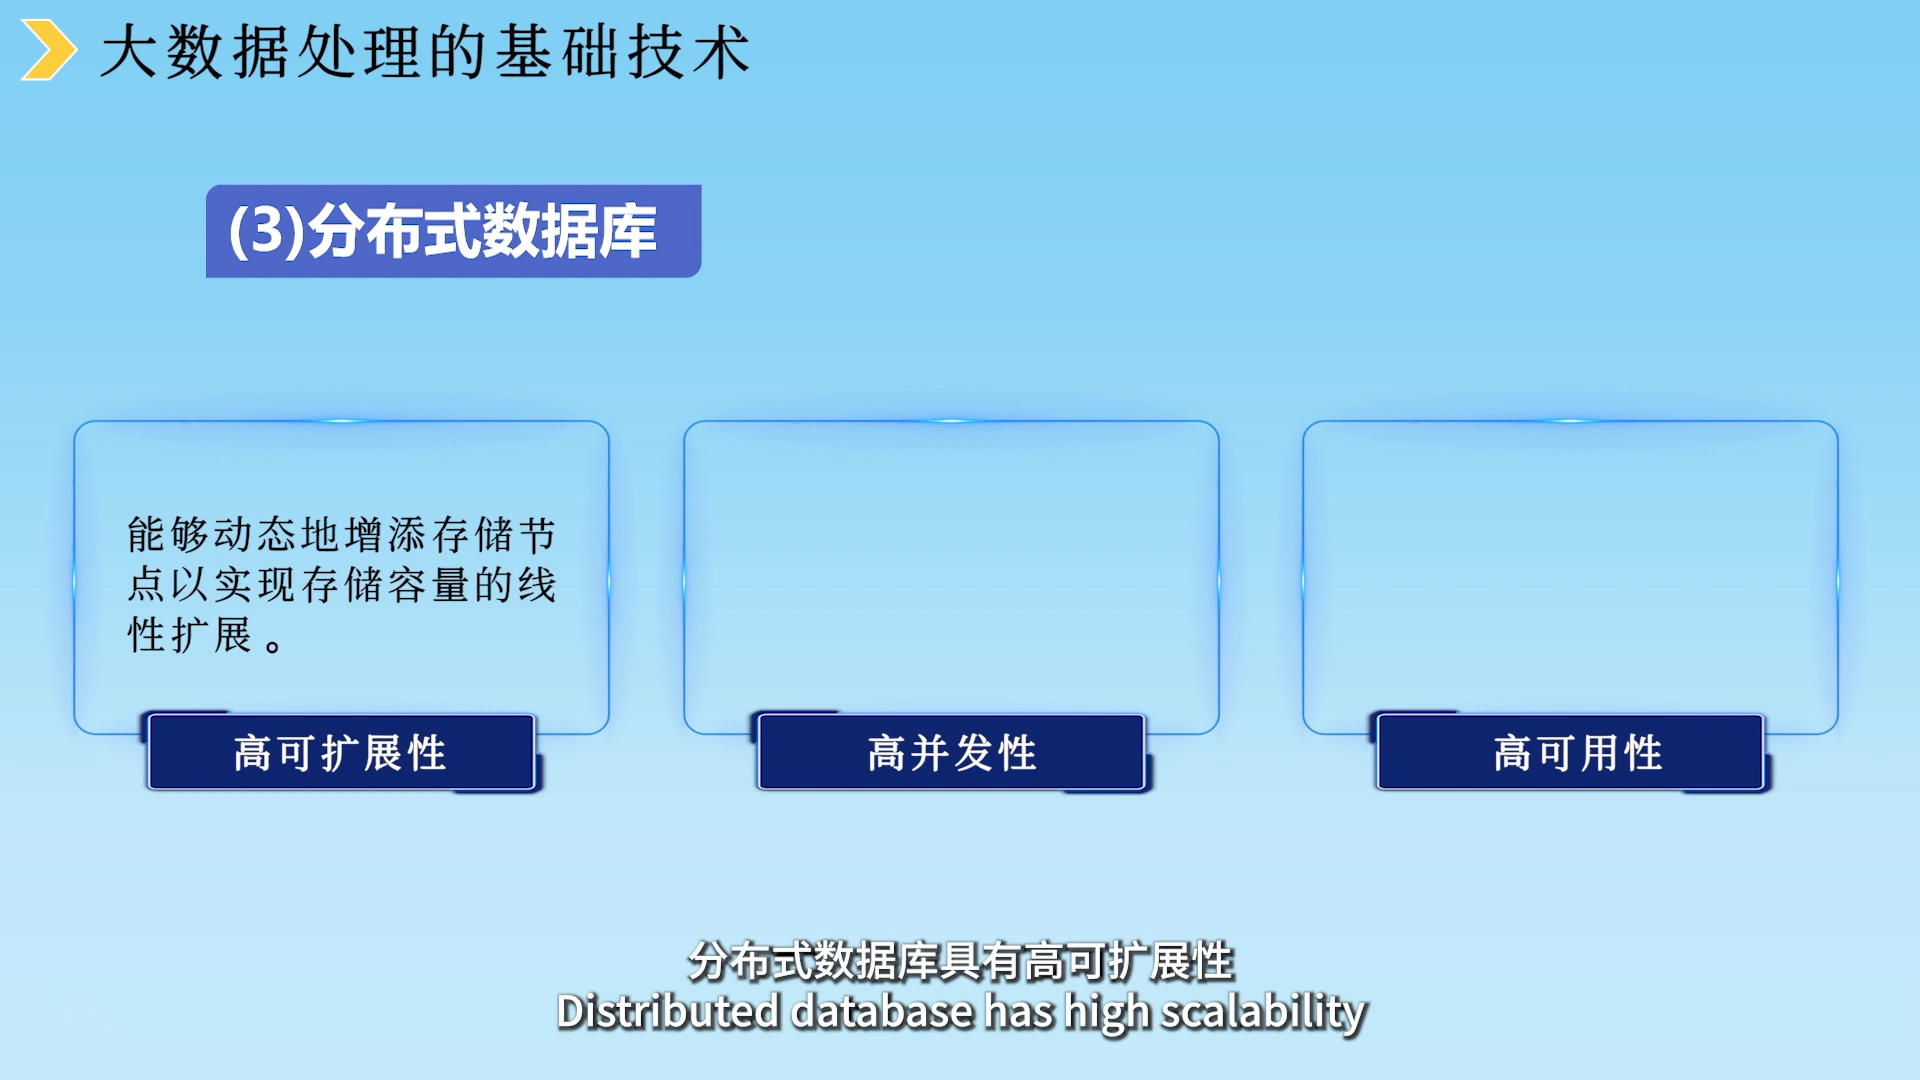 大数据处理的基础技术
(3)分布式数据库
能够动态地增添存储节
点以实现存储容量的线
性扩展。
高可扩展性
高并发性
高可用性
分布式数据库具有高可扩展性
Distributed database has high scalability